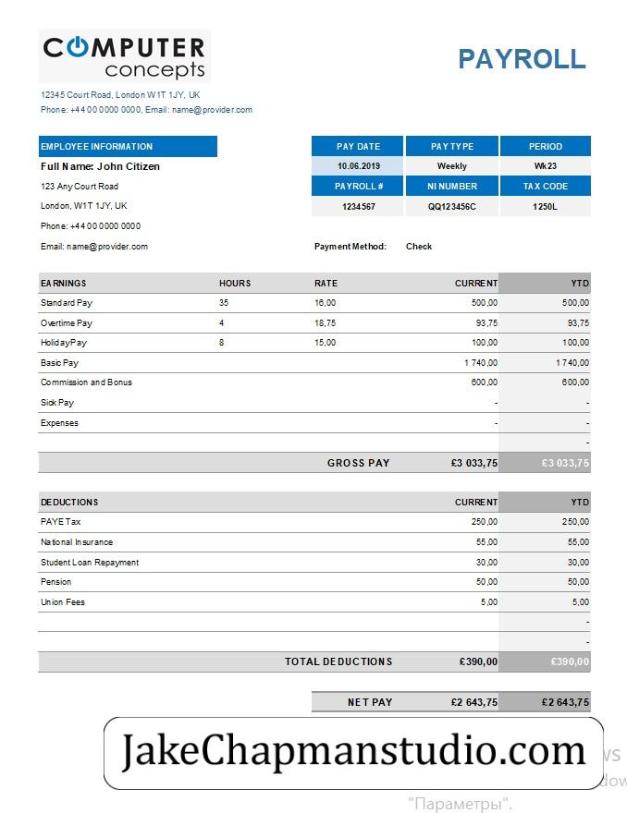 COMPUTER
concepts
PAYROLL
12345 Court Road, London W1T 1JY, UK
Phone: +44 00 0000 0000, Email: name@provider.com
EMPLOYEE INFORMATION
PAY DATE PAY TYPE PERIOD
Full Name: John Citizen
10.06.2019 Weekly Wk23
123 Any Court Road
PAYROLL # NI NUMBER TAX CODE
London, W1T 1JY, UK
1234567 QQ123456C 1250L
Phone: +44 00 0000 0000
Email: name@provider.com
Payment Method: Check
EARNINGS HOURS RATE CURRENT YTD
Standard Pay 35 16,00 500,00 500,00
Overtime Pay 4 18,75 93,75 93,75
Holiday Pay 8 15,00 100,00 100,00
Basic Pay 1 740,00 1 740,00
Commission and Bonus 600,00 600,00
Sick Pay - -
Expenses - -
-
GROSS PAY £3 033,75 £3 033,75
DEDUCTIONS CURRENT YTD
PAYE Tax 250,00 250,00
National Insurance 55,00 55,00
Student Loan Repayment 30,00 30,00
Pension 50,00 50,00
Union Fees 5,00 5,00
-
-
TOTAL DEDUCTIONS £390,00 £390,00
NET PAY £2 643,75 £2 643,75
JakeChapmanstudio.com
"Параметры".